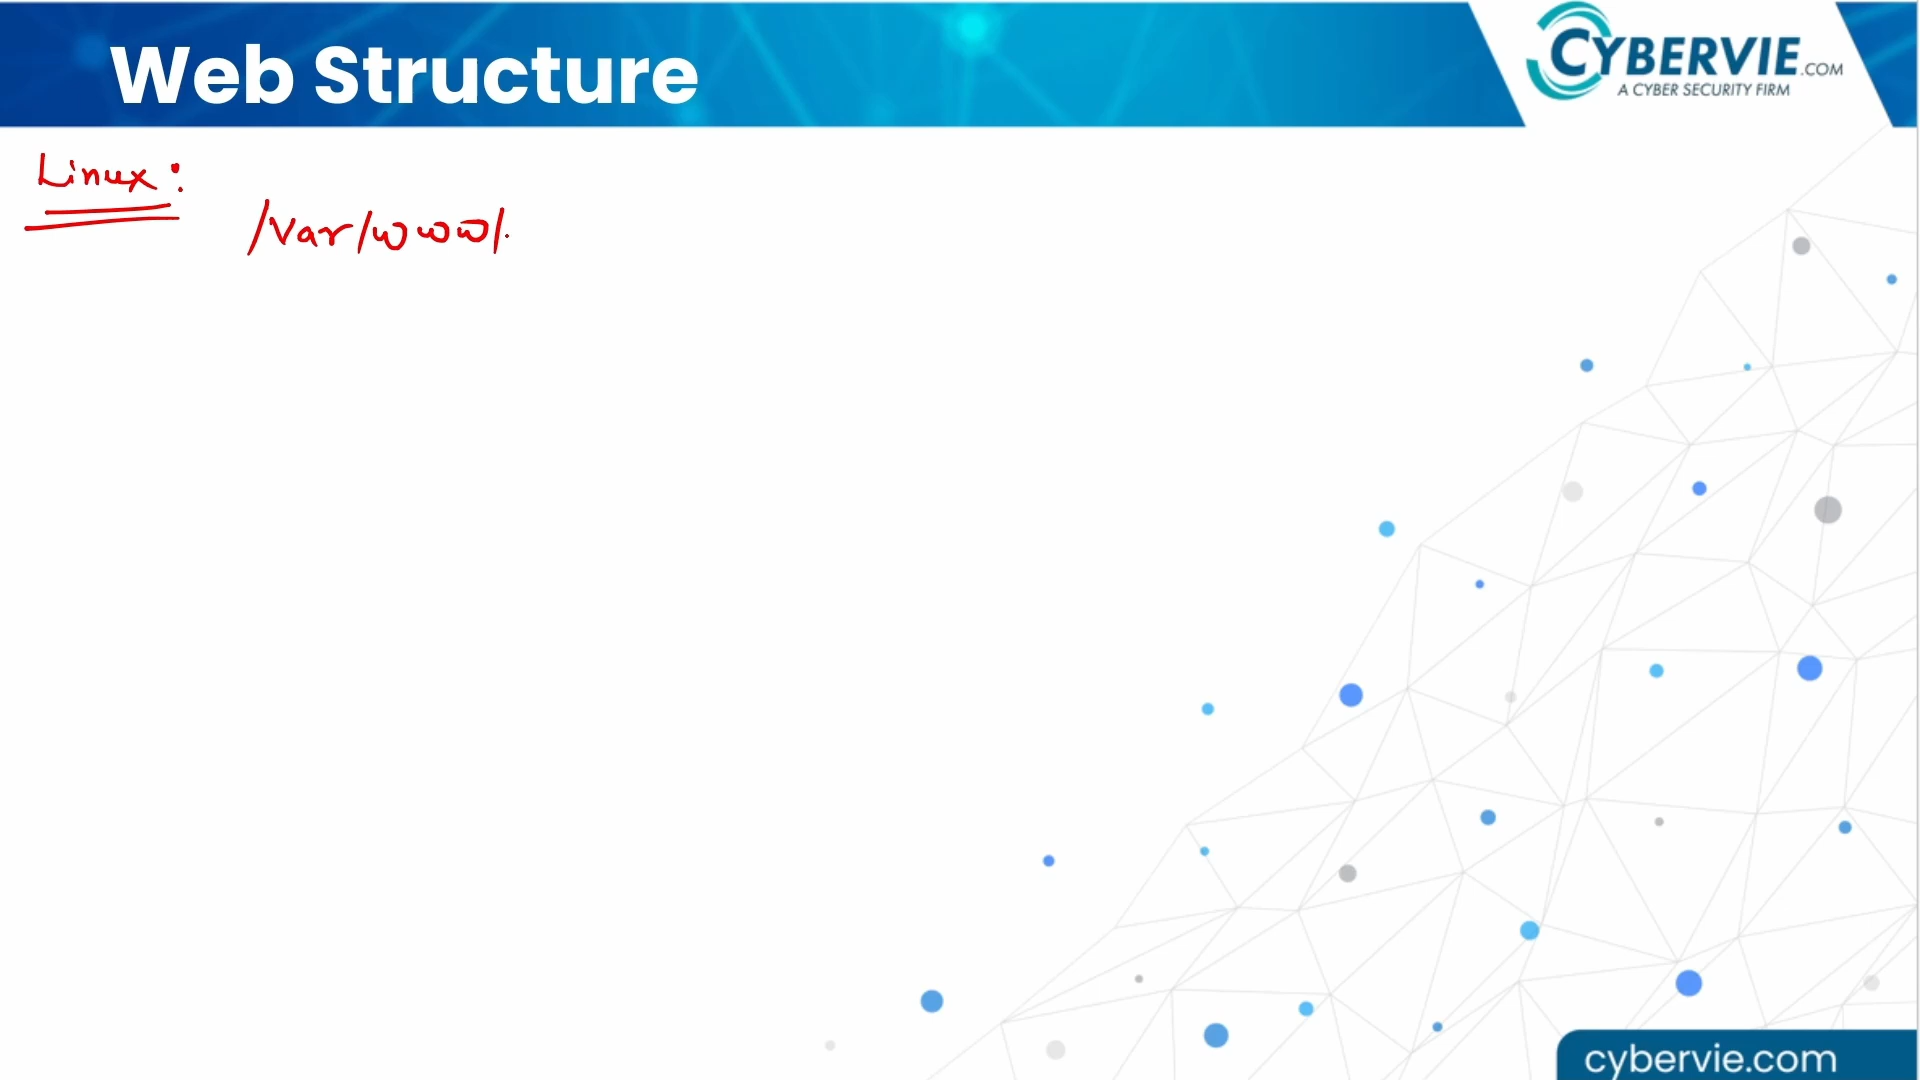 Web Structure
CYBERVIE.COM
A CYBER SECURITY FIRM
Linux:
/var/www/
cybervie.com